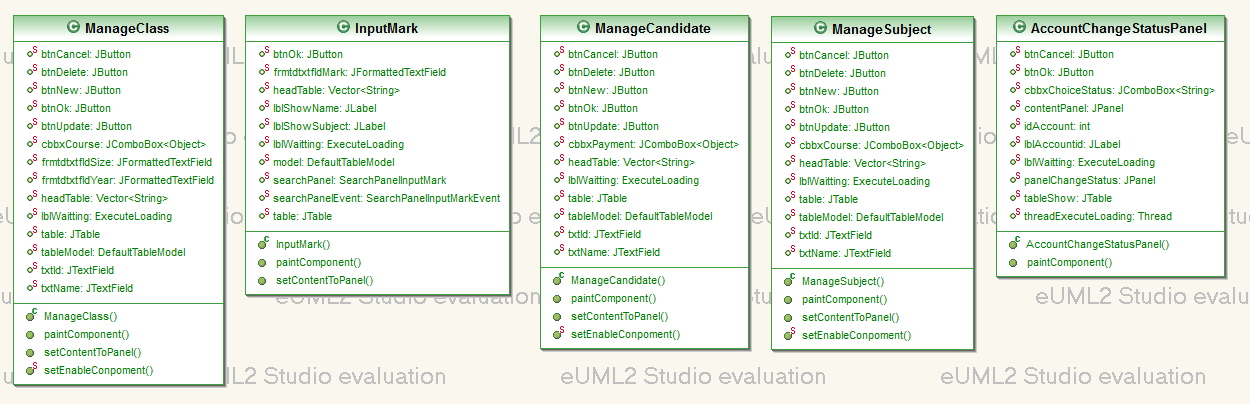 ManageClass
btnCancel: JButton
btnDelete: JButton
btnNew: JButton
btnOk: JButton
btnUpdate: JButton
cbbxCourse: JComboBox<Object>
frmtdtxtfldSize: JFormattedTextField
frmtdtxtfldYear: JFormattedTextField
headTable: Vector<String>
lblWaitting: ExecuteLoading
table: JTable
tableModel: DefaultTableModel
txtId: JTextField
txtName: JTextField
ManageClass()
paintComponent()
setContentToPanel()
setEnableConpoment()
InputMark
btnOk: JButton
frmtdtxtfldMark: JFormattedTextField
headTable: Vector<String>
lblShowName: JLabel
lblShowSubject: JLabel
lblWaitting: ExecuteLoading
model: DefaultTableModel
searchPanel: SearchPanelInputMark
searchPanelEvent: SearchPanelInputMarkEvent
table: JTable
InputMark()
paintComponent()
setContentToPanel()
ManageCandidate
btnCancel: JButton
btnDelete: JButton
btnNew: JButton
btnOk: JButton
btnUpdate: JButton
cbbxPayment: JComboBox<Object>
headTable: Vector<String>
lblWaitting: ExecuteLoading
table: JTable
tableModel: DefaultTableModel
txtId: JTextField
txtName: JTextField
ManageCandidate()
paintComponent()
setContentToPanel()
setEnableConpoment()
ManageSubject
btnCancel: JButton
btnDelete: JButton
btnNew: JButton
btnOk: JButton
btnUpdate: JButton
cbbxCourse: JComboBox<Object>
headTable: Vector<String>
lblWaitting: ExecuteLoading
table: JTable
tableModel: DefaultTableModel
txtId: JTextField
txtName: JTextField
ManageSubject()
paintComponent()
setContentToPanel()
setEnableConpoment()
AccountChangeStatusPanel
btnCancel: JButton
btnOk: JButton
cbbxChoiceStatus: JComboBox<String>
contentPanel: JPanel
idAccount: int
lblAccountid: JLabel
lblWaitting: ExecuteLoading
panelChangeStatus: JPanel
tableShow: JTable
threadExecuteLoading: Thread
AccountChangeStatusPanel()
paintComponent()
eUML2 Studio evaluation
eUML2 Studio evaluation
Studio evaluation
eUML2 Studio evaluation
eUML2 Studio evaluation